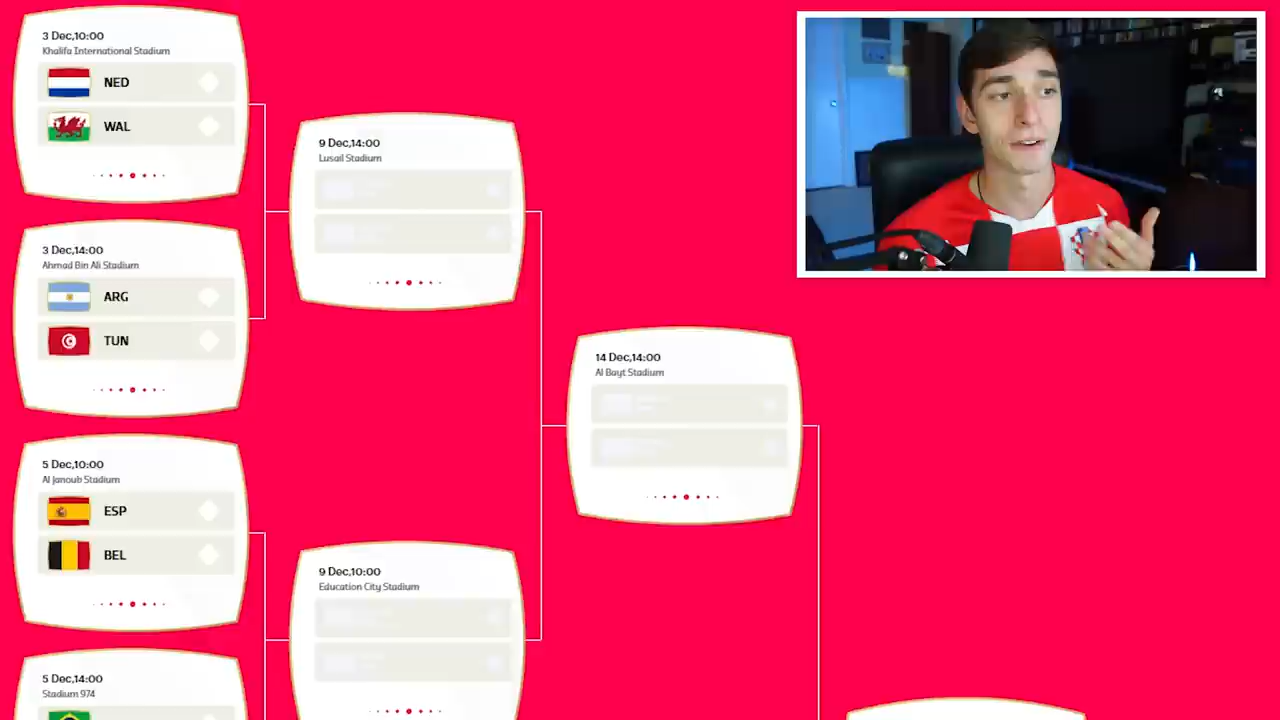 3 Dec,10:00
Khalifa International Stadium
NED
WAL
3 Dec,14:00
Ahmad Bin Ali Stadium
ARG
TUN
5 Dec,10:00
Al Janoub Stadium
ESP
BEL
5 Dec,14:00
Stadium 974
9 Dec,14:00
Lusail Stadium
9 Dec,10:00
Education City Stadium
14 Dec,14:00
Al Bayt Stadium